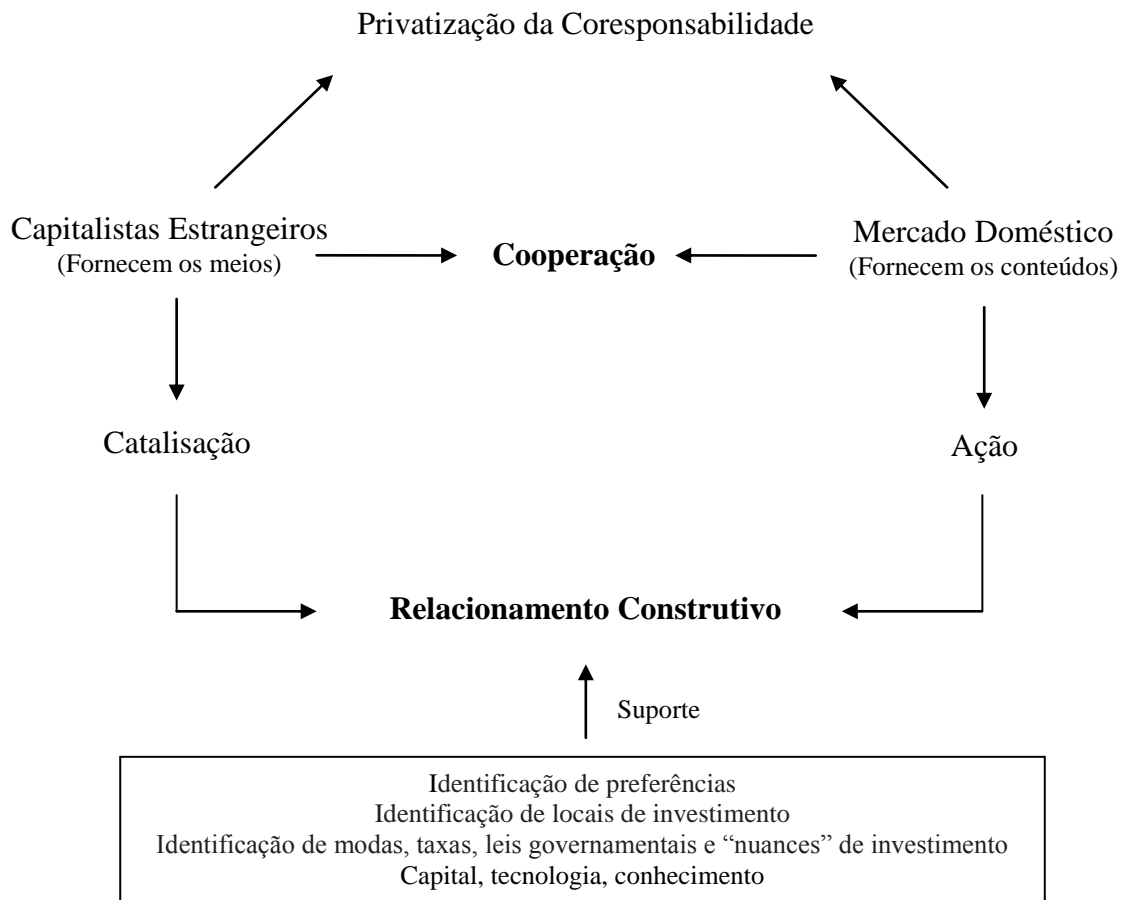 Privatização da Coresponsabilidade
Capitalistas Estrangeiros
(Fornecem os meios)
Cooperação
Mercado Doméstico
(Fornecem os conteúdos)
Catalisação
Ação
Relacionamento Construtivo
Suporte
Identificação de preferências
Identificação de locais de investimento
Identificação de modas, taxas, leis governamentais e “nuances” de investimento
Capital, tecnologia, conhecimento